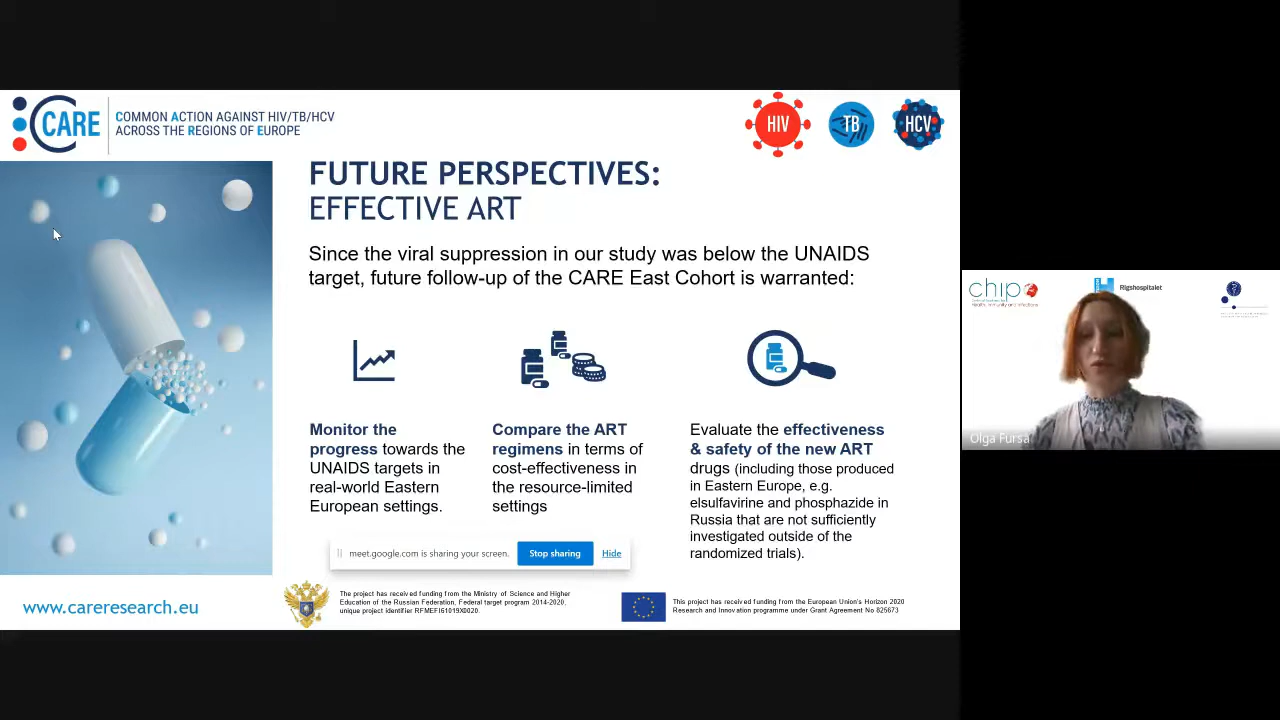 CARE
COMMON ACTION AGAINST HIV/TB/HCV
ACROSS THE REGIONS OF EUROPE
HIV
TB
HCV
FUTURE PERSPECTIVES:
EFFECTIVE ART
Since the viral suppression in our study was below the UNAIDS
target, future follow-up of the CARE East Cohort is warranted:
Monitor the
progress towards the
UNAIDS targets in
real-world Eastern
European settings.
Compare the ART
regimens in terms of
cost-effectiveness in
the resource-limited
settings
Evaluate the effectiveness
& safety of the new ART
drugs (including those produced
in Eastern Europe, e.g.
elsulfavirine and phosphazide in
Russia that are not sufficiently
investigated outside of the
randomized trials).
meet.google.com is sharing your screen.
Stop sharing
Hide
www.careresearch.eu
The project has received funding from the Ministry of Science and Higher
Education of the Russian Federation, Federal target program 2014-2020,
unique project identifier RFMEFI61019X0020.
This project has received funding from the European Union's Horizon 2020
Research and Innovation programme under Grant Agreement No 825673
chip
Health, Immunity and Infections
Rigshospitalet
Olga Fursa